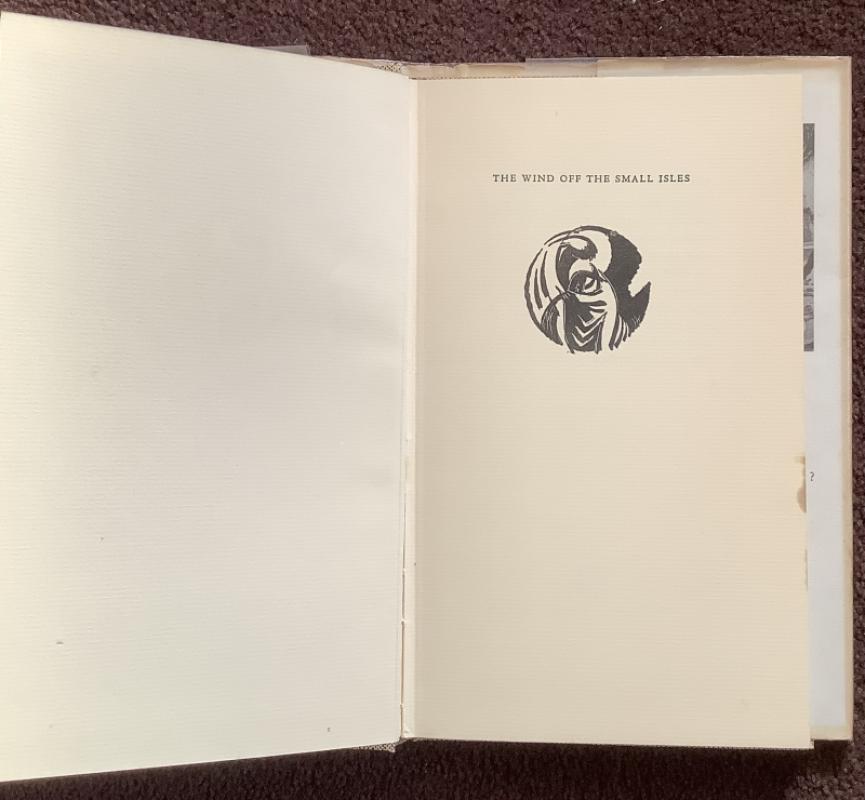 THE WIND OFF THE SMALL ISLES
?